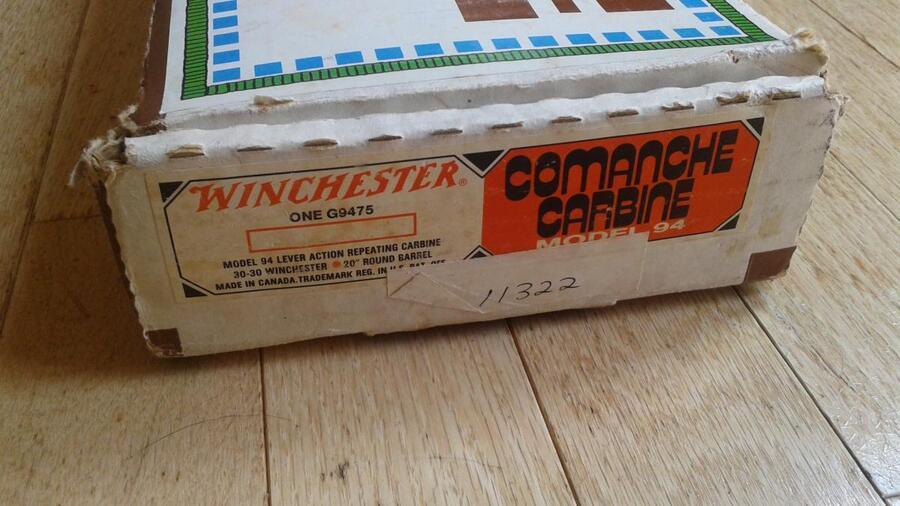 WINCHESTER®
ONE G9475
MODEL 94 LEVER ACTION REPEATING CARBINE
30-30 WINCHESTER • 20" ROUND BARREL
MADE IN CANADA. TRADEMARK REG. IN U.S. PAT. OFF.
COMANCHE
CARBINE
MODEL 94
11322